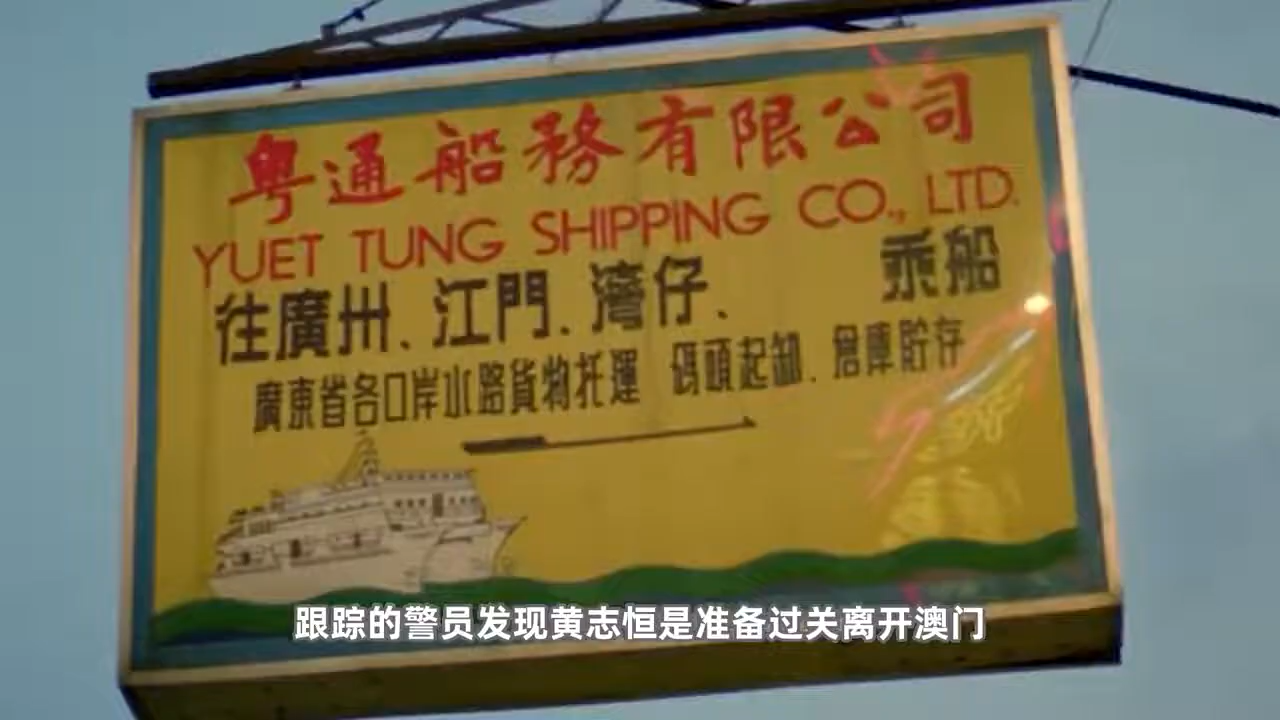 粤通船務有限公司
YUET TUNG SHIPPING CO., LTD.
往廣州、江門、灣仔、 乘船
廣東省各口岸水路貨物托運 碼頭起卸、倉庫貯存
跟踪的警员发现黄志恒是准备过关离开澳门